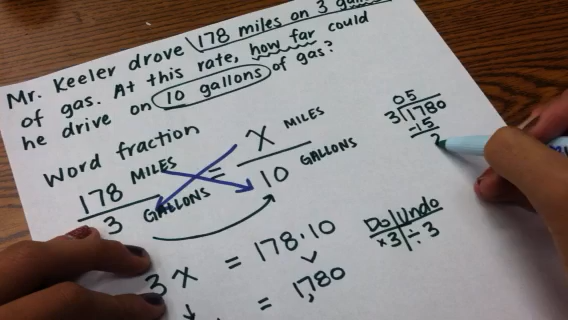 Mr. Keeler drove 178 miles on 3 gallons
of gas. At this rate, how far could
he drive on 10 gallons of gas?
Word fraction
178 MILES = X MILES
3 GALLONS 10 GALLONS
3x = 178·10
= 1,780
05
3 1780
-15
2
Do Undo
×3 ÷3